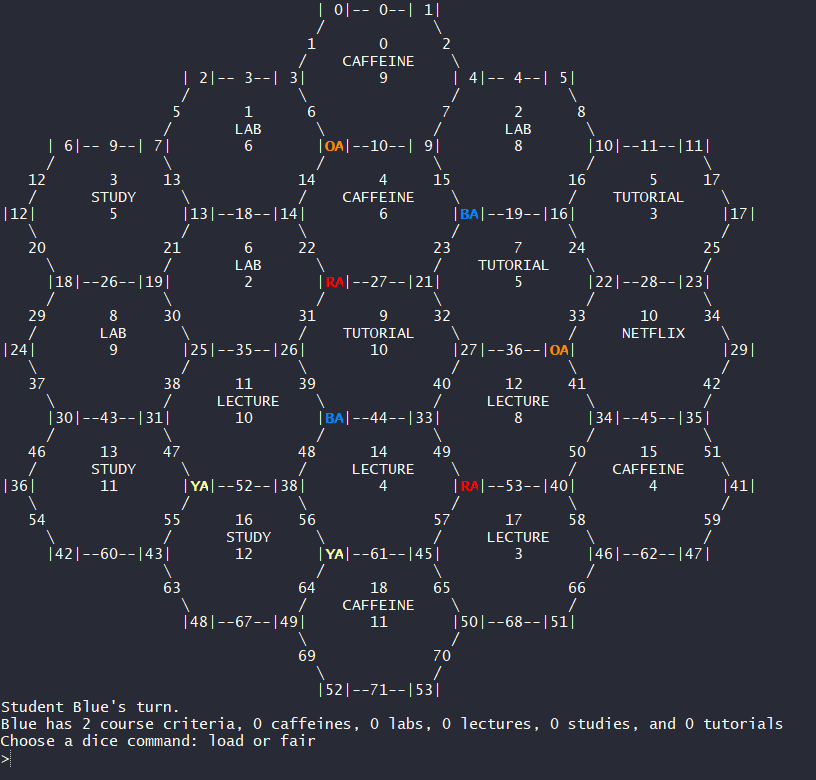 | 0|-- 0--| 1|
/ \
1 0 2
/ CAFFEINE \
| 2|-- 3--| 3| 9 | 4|-- 4--| 5|
/ \ / \
5 1 6 7 2 8
/ LAB \ / LAB \
| 6|-- 9--| 7| 6 |OA|--10--| 9| 8 |10|--11--|11|
/ \ / \ / \
12 3 13 14 4 15 16 5 17
/ STUDY \ / CAFFEINE \ / TUTORIAL \
|12| 5 |13|--18--|14| 6 |BA|--19--|16| 3 |17|
\ / \ / \ /
20 21 6 22 23 7 24 25
\ / LAB \ / TUTORIAL \ /
|18|--26--|19| 2 |RA|--27--|21| 5 |22|--28--|23|
/ \ / \ / \
29 8 30 31 9 32 33 10 34
/ LAB \ / TUTORIAL \ / NETFLIX \
|24| 9 |25|--35--|26| 10 |27|--36--|OA| |29|
\ / \ / \ /
37 38 11 39 40 12 41 42
\ / LECTURE \ / LECTURE \ /
|30|--43--|31| 10 |BA|--44--|33| 8 |34|--45--|35|
/ \ / \ / \
46 13 47 48 14 49 50 15 51
/ STUDY \ / LECTURE \ / CAFFEINE \
|36| 11 |YA|--52--|38| 4 |RA|--53--|40| 4 |41|
\ / \ / \ /
54 55 16 56 57 17 58 59
\ / STUDY \ / LECTURE \ /
|42|--60--|43| 12 |YA|--61--|45| 3 |46|--62--|47|
\ / \ /
63 64 18 65 66
\ / CAFFEINE \ /
|48|--67--|49| 11 |50|--68--|51|
\ /
69 70
\ /
|52|--71--|53|
Student Blue's turn.
Blue has 2 course criteria, 0 caffeines, 0 labs, 0 lectures, 0 studies, and 0 tutorials
Choose a dice command: load or fair
>